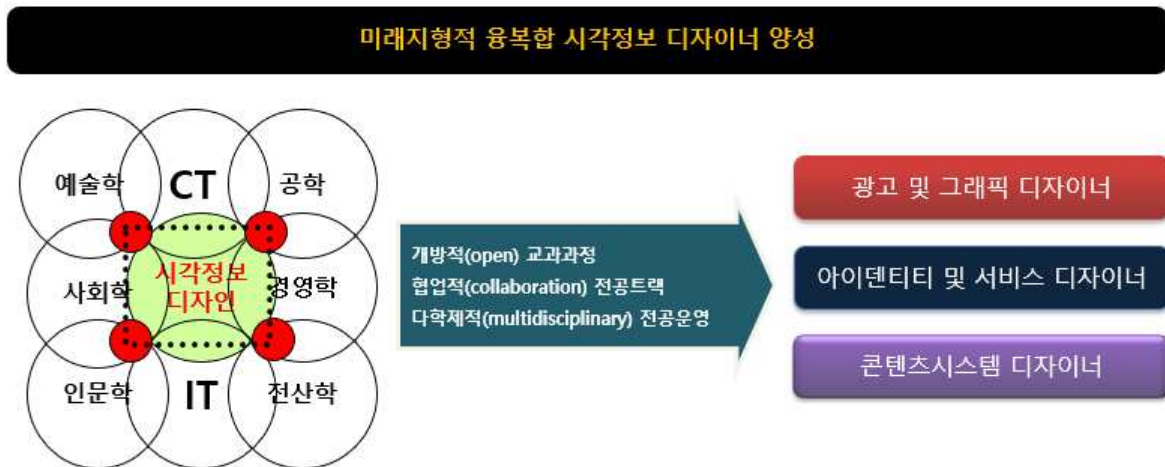 미래지형적 융복합 시각정보 디자이너 양성
예술학
CT
공학
사회학
시각정보
디자인
경영학
인문학
IT
전산학
개방적(open) 교과과정
협업적(collaboration) 전공트랙
다학제적(multidisciplinary) 전공운영
광고 및 그래픽 디자이너
아이덴티티 및 서비스 디자이너
콘텐츠시스템 디자이너